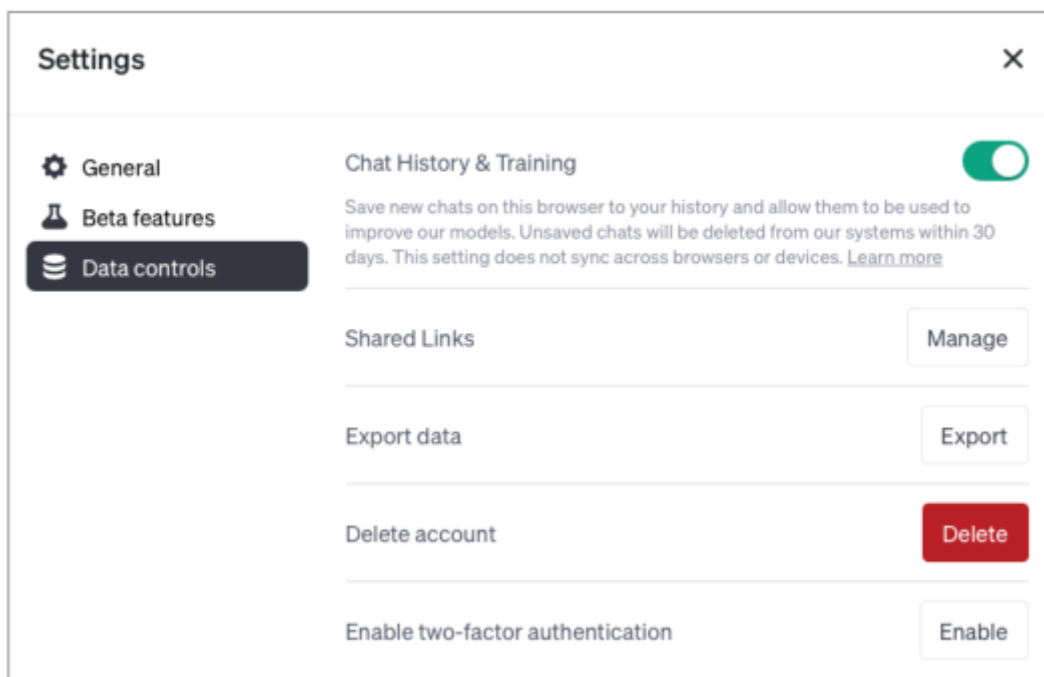 Settings
General
Beta features
Data controls
Chat History & Training
Save new chats on this browser to your history and allow them to be used to
improve our models. Unsaved chats will be deleted from our systems within 30
days. This setting does not sync across browsers or devices. Learn more
Shared Links
Manage
Export data
Export
Delete account
Delete
Enable two-factor authentication
Enable